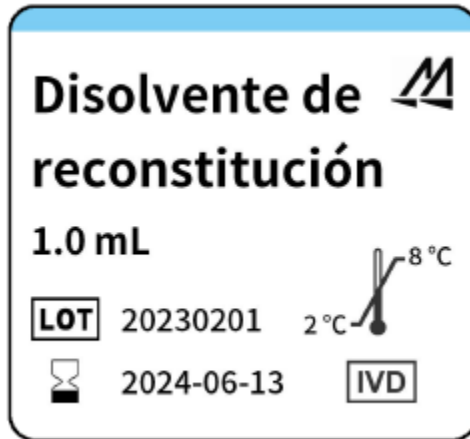 Disolvente de
reconstitución
1.0 mL
8 °C
LOT 20230201
2 °C
2024-06-13
IVD